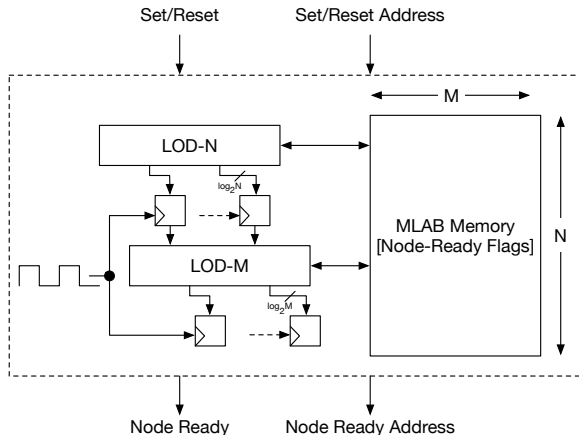 Set/Reset
Set/Reset Address
M
LOD-N
log2N
MLAB Memory
[Node-Ready Flags]
N
LOD-M
log2M
Node Ready
Node Ready Address